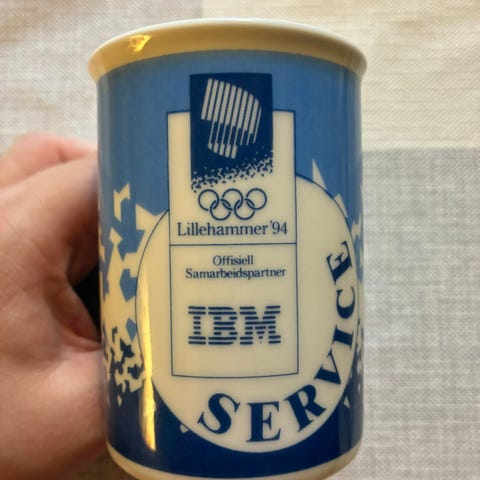 Lillehammer '94
Offisiell
Samarbeidspartner
IBM
SERVICE